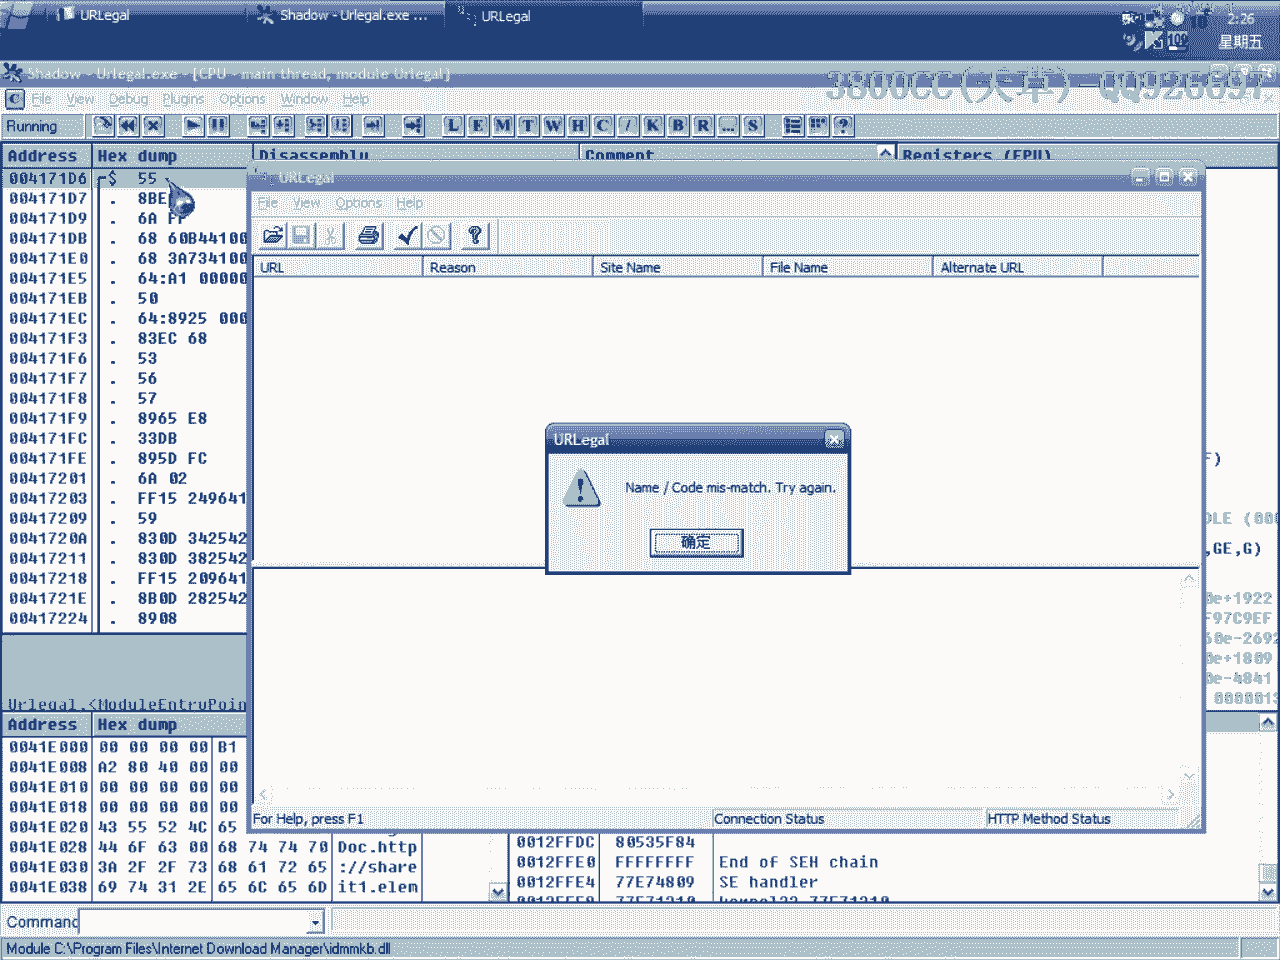 URLegal
Shadow - Urlegal.exe ...
URLegal
2:26
星期五
Shadow - Urlegal.exe - [CPU - main thread, module Urlegal]
3800CC(天草)_QQ926697
C File View Debug Plugins Options Window Help
Running
L E M T W H C / K B R ... S ?
Address Hex dump Disassembly Comment Registers (FPU)
004171D6 $ 55
004171D7 . 8BE
004171D9 . 6A FF
004171DB . 68 60B44100
004171E0 . 68 3A734100
004171E5 . 64:A1 00000
004171EB . 50
004171EC . 64:8925 000
004171F3 . 83EC 68
004171F6 . 53
004171F7 . 56
004171F8 . 57
004171F9 . 8965 E8
004171FC . 33DB
004171FE . 895D FC
00417201 . 6A 02
00417203 . FF15 249641
00417209 . 59
0041720A . 830D 342542
00417211 . 830D 382542
00417218 . FF15 209641
0041721E . 8B0D 282542
00417224 . 8908
URLegal
File View Options Help
URL Reason Site Name File Name Alternate URL
URLegal
Name / Code mis-match. Try again.
确定
For Help, press F1 Connection Status HTTP Method Status
F)
DLE (000
,GE,G)
0e+1922
F97C9EF
60e-2692
0e+1809
0e-4841
0000013
Urlegal.<ModuleEntryPoin
Address Hex dump
0041E000 00 00 00 00 B1
0041E008 A2 80 40 00 00
0041E010 00 00 00 00 00
0041E018 00 00 00 00 00
0041E020 43 55 52 4C 65
0041E028 44 6F 63 00 68 74 74 70 Doc.http
0041E030 3A 2F 2F 73 68 61 72 65 ://share
0041E038 69 74 31 2E 65 6C 65 6D it1.elem
0012FFDC 80535F84
0012FFE0 FFFFFFFF End of SEH chain
0012FFE4 77E74809 SE handler
Command
Module C:\Program Files\Internet Download Manager\idmmkb.dll